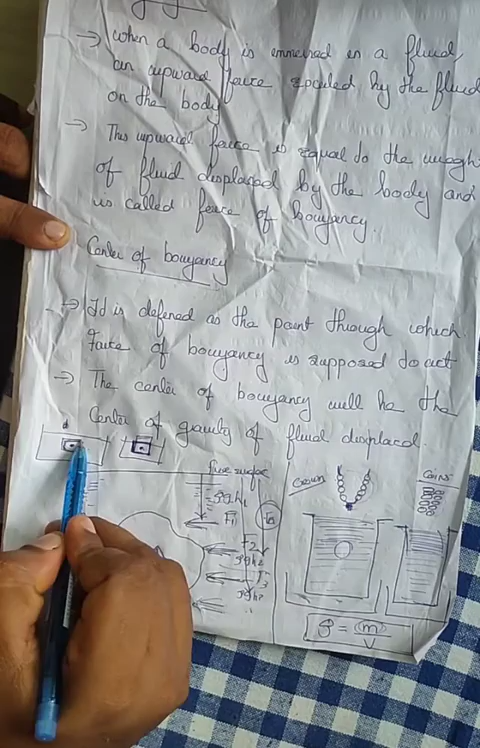 → when a body is immersed in a fluid,
an upward force exerted by the fluid
on the body
→ This upward force is equal to the weight
of fluid displaced by the body and
is called force of bouyancy.
Center of bouyancy
→ It is defened as the point through which
force of bouyancy is supposed to act
→ The center of bouyancy will be the
Center of gravity of fluid displaced.
free surface
ρgh1
F1
F2
ρgh2
F3
Crown
Coins
ρ = m/V